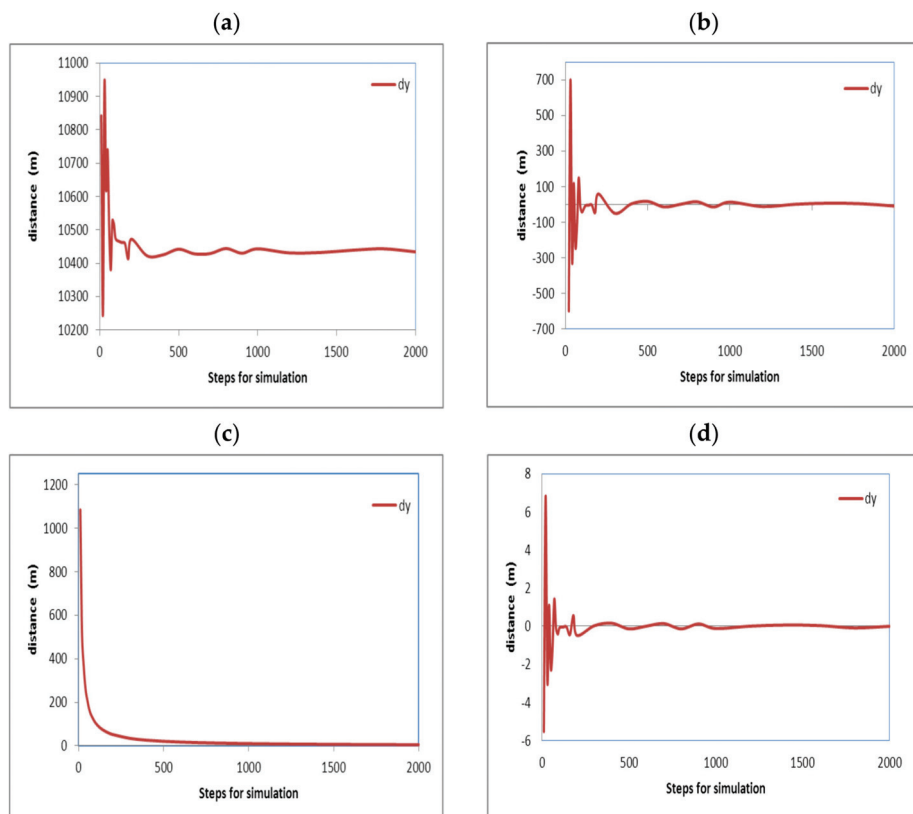 (a)
11000
10900
10800
10700
10600
10500
10400
10300
10200
distance (m)
dy
0 500 1000 1500 2000
Steps for simulation
(b)
700
500
300
100
-100
-300
-500
-700
distance (m)
dy
0 500 1000 1500 2000
Steps for simulation
(c)
1200
1000
800
600
400
200
0
distance (m)
dy
0 500 1000 1500 2000
Steps for simulation
(d)
8
6
4
2
0
-2
-4
-6
distance (m)
dy
0 500 1000 1500 2000
Steps for simulation